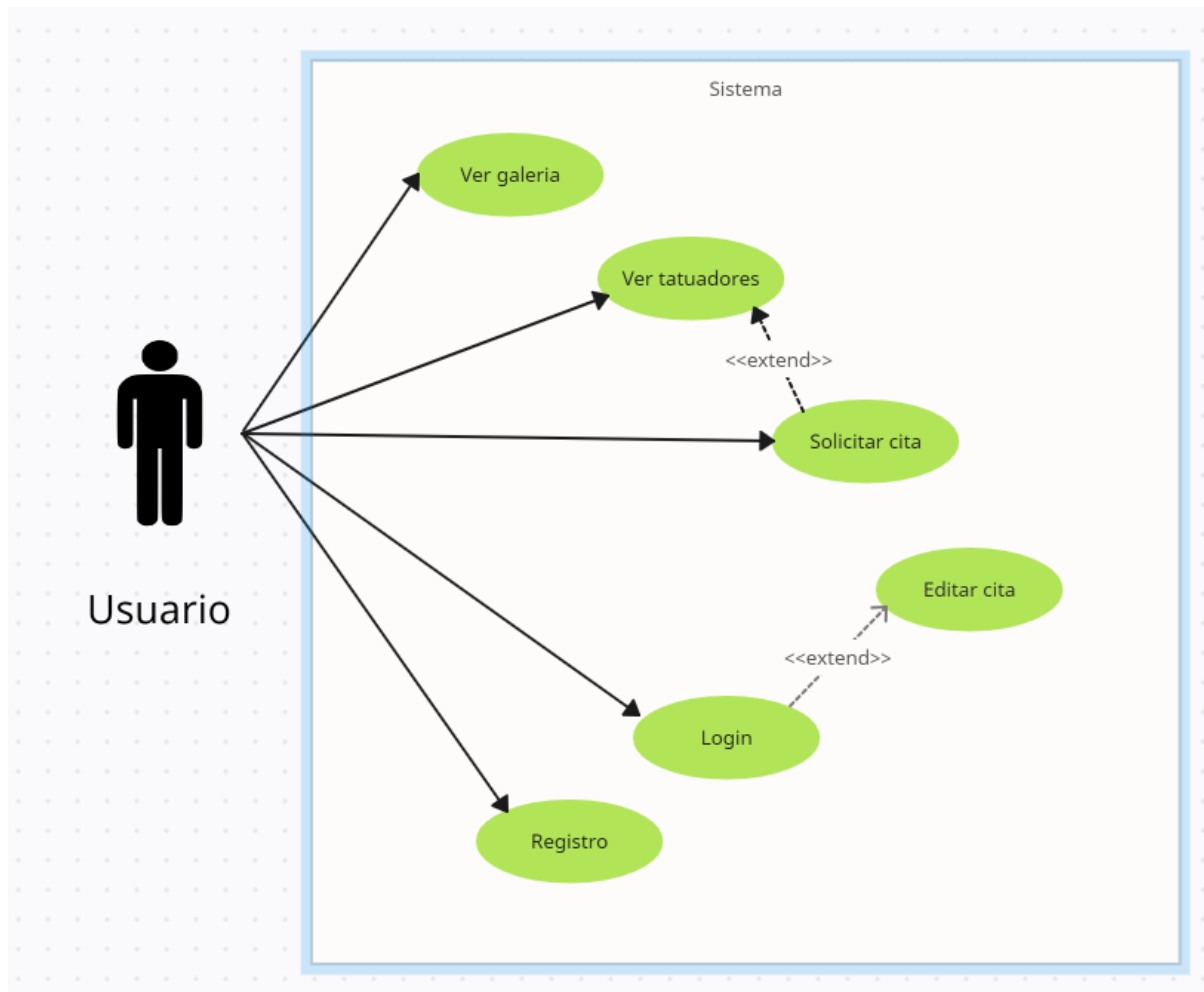 Sistema
Ver galeria
Ver tatuadores
<<extend>>
Solicitar cita
Editar cita
Usuario
<<extend>>
Login
Registro